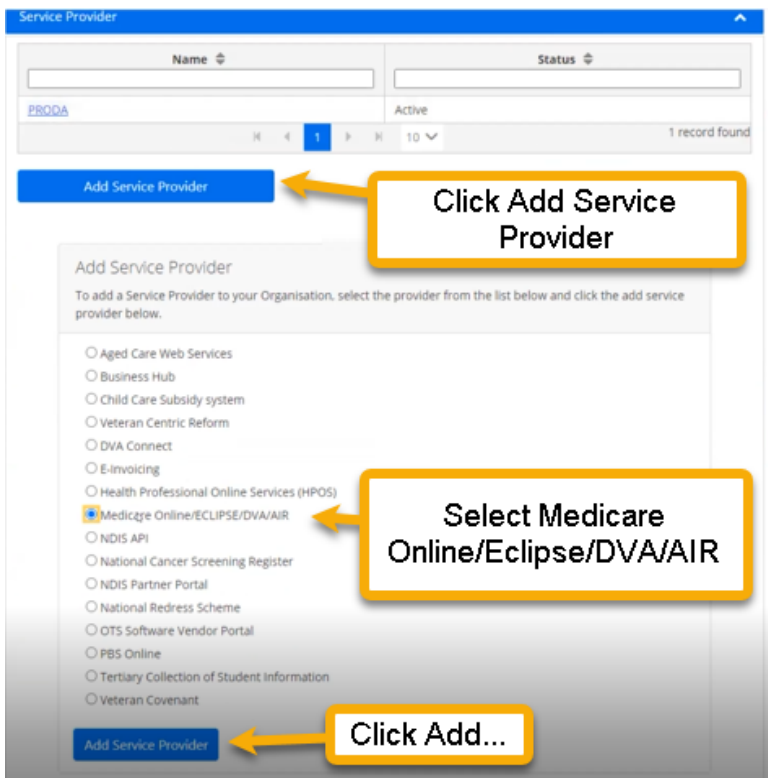 Service Provider
Name
Status
PRODA
Active
1
10
1 record found
Add Service Provider
Click Add Service
Provider
Add Service Provider
To add a Service Provider to your Organisation, select the provider from the list below and click the add service
provider below.
Aged Care Web Services
Business Hub
Child Care Subsidy system
Veteran Centric Reform
DVA Connect
E-Invoicing
Health Professional Online Services (HPOS)
Medicare Online/ECLIPSE/DVA/AIR
Select Medicare
Online/Eclipse/DVA/AIR
NDIS API
National Cancer Screening Register
NDIS Partner Portal
National Redress Scheme
OTS Software Vendor Portal
PBS Online
Tertiary Collection of Student Information
Veteran Covenant
Add Service Provider
Click Add...